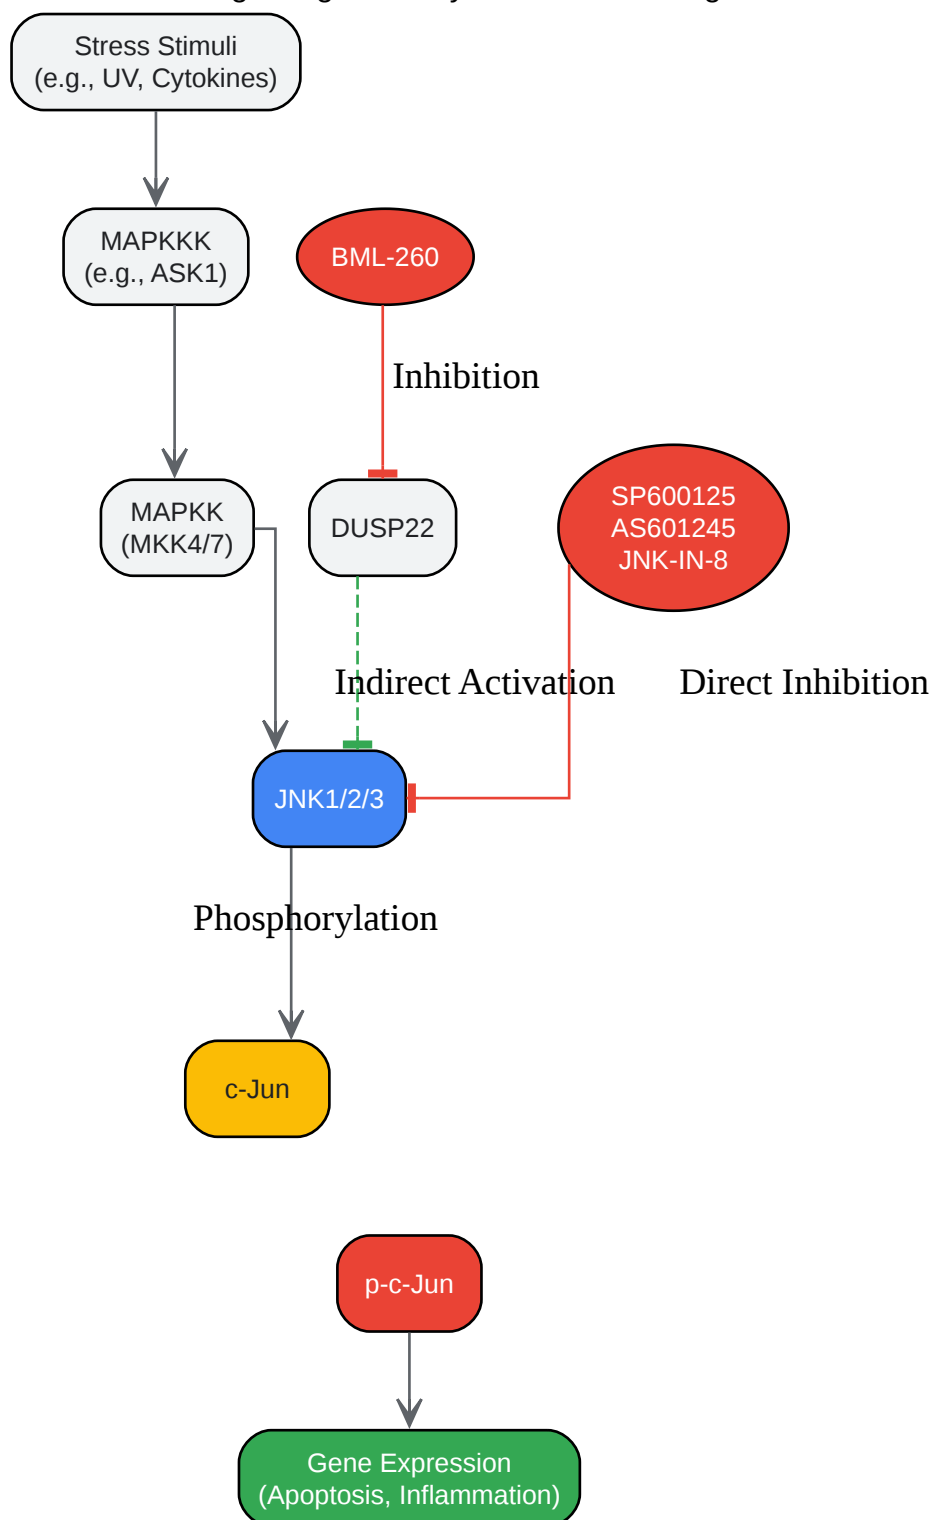 Stress Stimuli
(e.g., UV, Cytokines)
MAPKKK
(e.g., ASK1)
BML-260
Inhibition
MAPKK
(MKK4/7)
DUSP22
SP600125
AS601245
JNK-IN-8
Indirect Activation
Direct Inhibition
JNK1/2/3
Phosphorylation
c-Jun
p-c-Jun
Gene Expression
(Apoptosis, Inflammation)